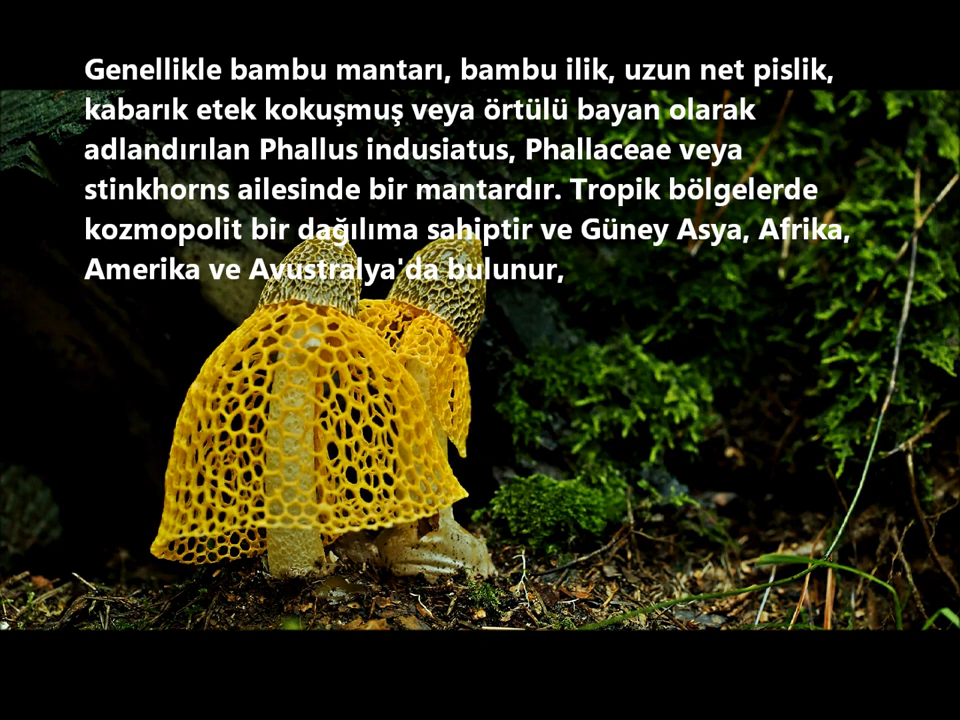 Genellikle bambu mantarı, bambu ilik, uzun net pislik,
kabarık etek kokuşmuş veya örtülü bayan olarak
adlandırılan Phallus indusiatus, Phallaceae veya
stinkhorns ailesinde bir mantardır. Tropik bölgelerde
kozmopolit bir dağılıma sahiptir ve Güney Asya, Afrika,
Amerika ve Avustralya'da bulunur,